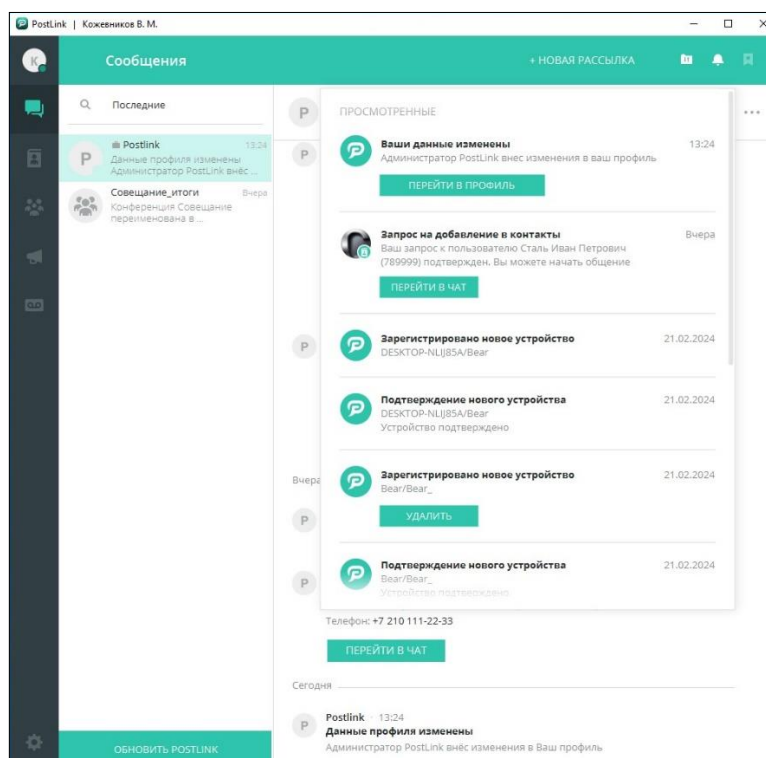 PostLink | Кожевников В. М.
К
Сообщения
+ НОВАЯ РАССЫЛКА
Последние
P
Postlink 13:24
Данные профиля изменены
Администратор PostLink внёс ...
Совещание_итоги Вчера
Конференция Совещание
переименована в ...
ОБНОВИТЬ POSTLINK
P
P
P
P
P
ПРОСМОТРЕННЫЕ
Ваши данные изменены 13:24
Администратор PostLink внес изменения в ваш профиль
ПЕРЕЙТИ В ПРОФИЛЬ
Запрос на добавление в контакты Вчера
Ваш запрос к пользователю Сталь Иван Петрович
(789999) подтвержден. Вы можете начать общение
ПЕРЕЙТИ В ЧАТ
Зарегистрировано новое устройство 21.02.2024
DESKTOP-NLIJ85A/Bear
Подтверждение нового устройства 21.02.2024
DESKTOP-NLIJ85A/Bear
Устройство подтверждено
Вчера
Зарегистрировано новое устройство 21.02.2024
Bear/Bear_
УДАЛИТЬ
Подтверждение нового устройства 21.02.2024
Bear/Bear_
Устройство подтверждено
Телефон: +7 210 111-22-33
ПЕРЕЙТИ В ЧАТ
Сегодня
P
Postlink · 13:24
Данные профиля изменены
Администратор PostLink внёс изменения в Ваш профиль